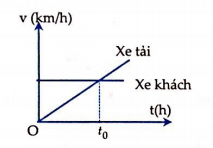 v (km/h)
Xe tải
Xe khách
t(h)
O
t₀